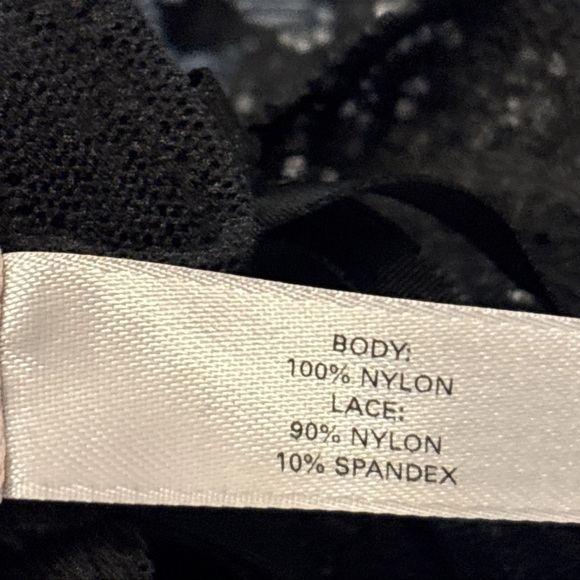 BODY:
100% NYLON
LACE:
90% NYLON
10% SPANDEX